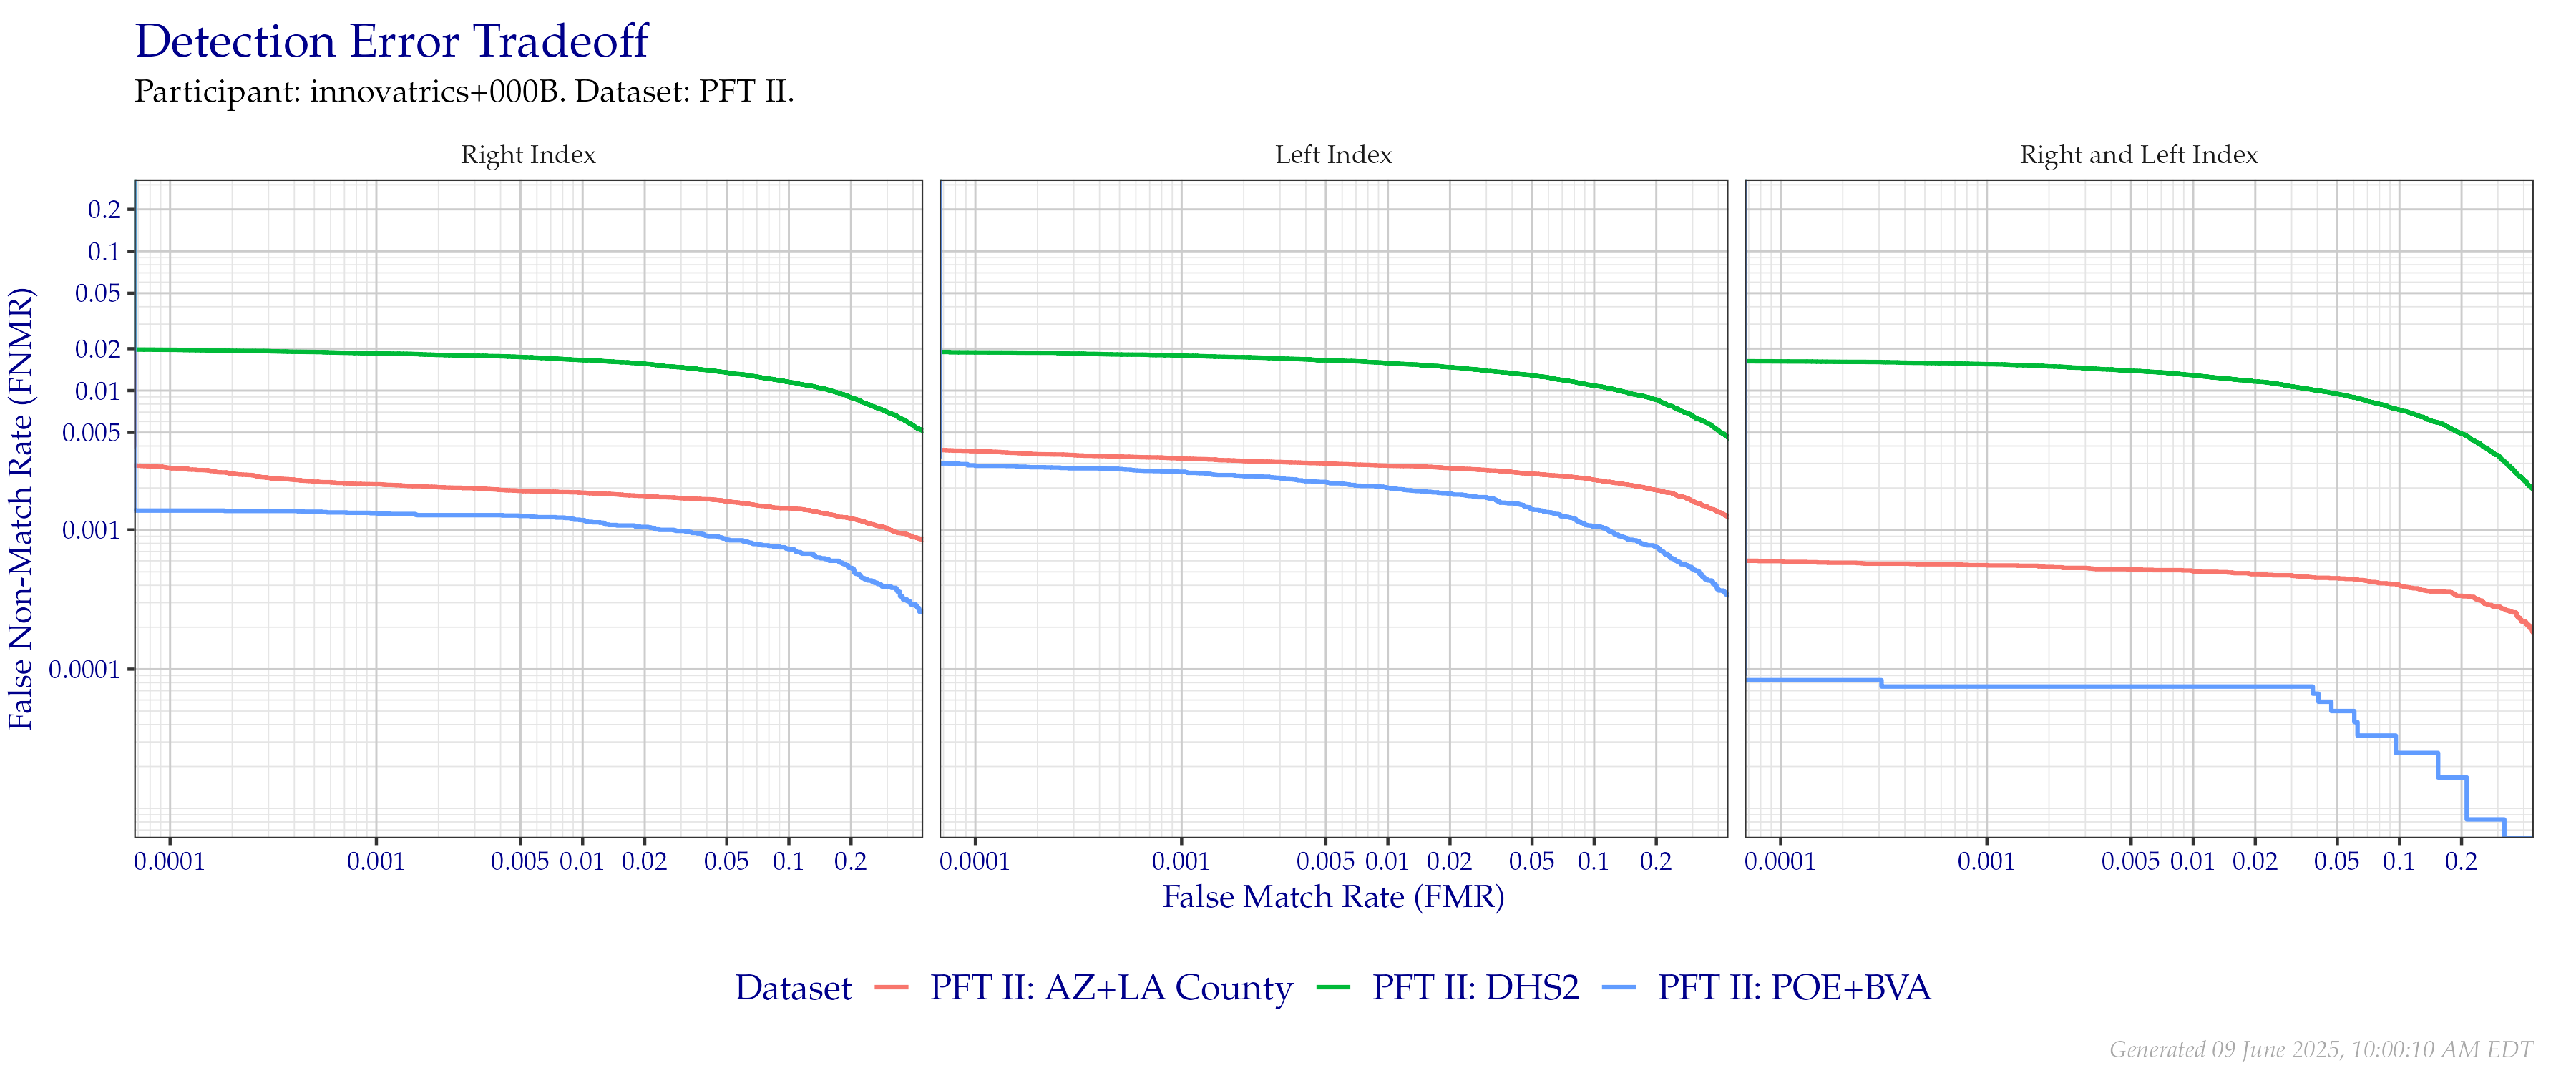 Detection Error Tradeoff
Participant: innovatrics+000B. Dataset: PFT II.
Right Index
Left Index
Right and Left Index
False Non-Match Rate (FNMR)
0.2
0.1
0.05
0.02
0.01
0.005
0.001
0.0001
0.0001 0.001 0.005 0.01 0.02 0.05 0.1 0.2
0.0001 0.001 0.005 0.01 0.02 0.05 0.1 0.2
0.0001 0.001 0.005 0.01 0.02 0.05 0.1 0.2
False Match Rate (FMR)
Dataset PFT II: AZ+LA County PFT II: DHS2 PFT II: POE+BVA
Generated 09 June 2025, 10:00:10 AM EDT